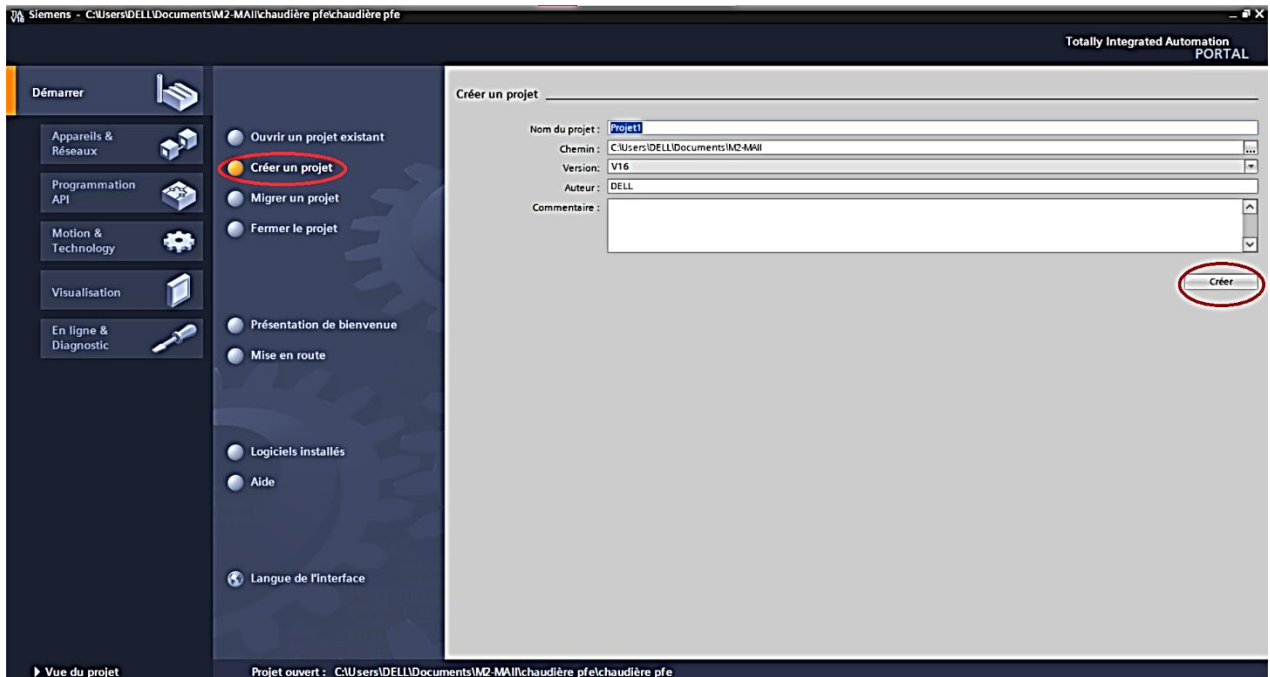 Siemens - C:\Users\DELL\Documents\M2-MAII\chaudière pfe\chaudière pfe
Totally Integrated Automation
PORTAL
Démarrer
Appareils &
Réseaux
Programmation
API
Motion &
Technology
Visualisation
En ligne &
Diagnostic
Ouvrir un projet existant
Créer un projet
Migrer un projet
Fermer le projet
Présentation de bienvenue
Mise en route
Logiciels installés
Aide
Langue de l'interface
Créer un projet
Nom du projet : Projet1
Chemin : C:\Users\DELL\Documents\M2-MAII
Version: V16
Auteur : DELL
Commentaire :
Créer
Vue du projet
Projet ouvert : C:\Users\DELL\Documents\M2-MAII\chaudière pfe\chaudière pfe